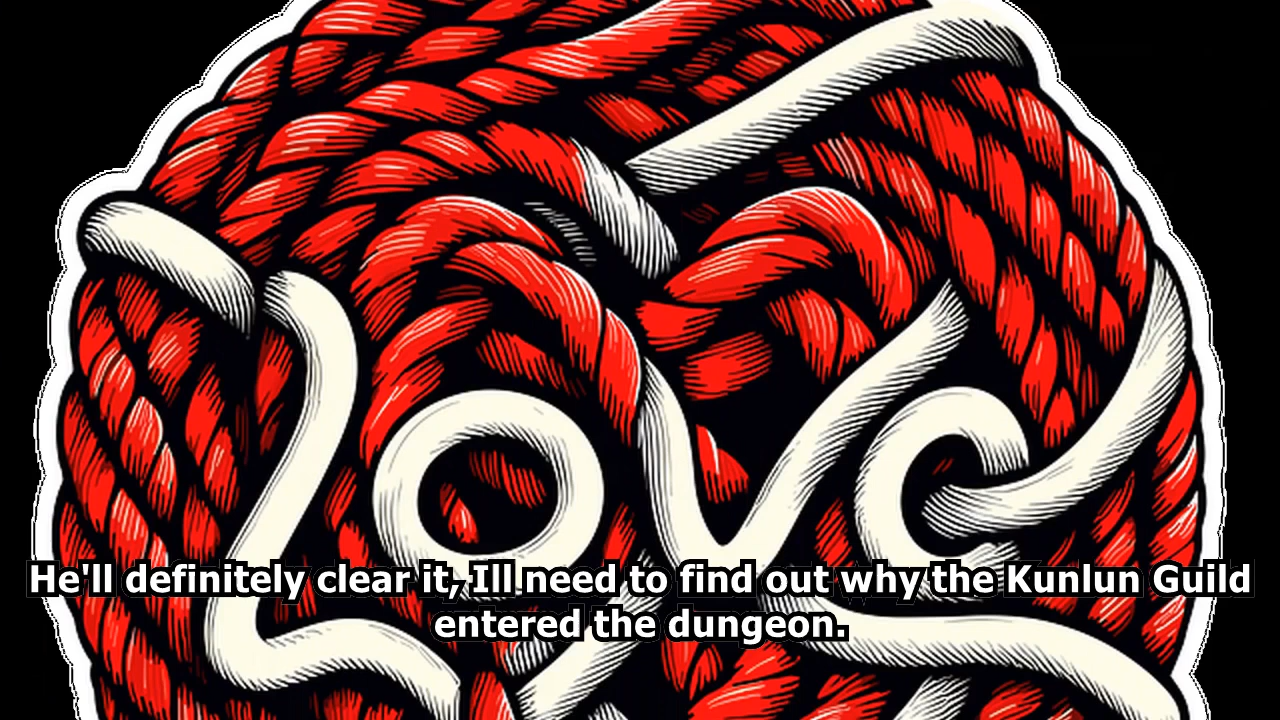 Love
He'll definitely clear it, Ill need to find out why the Kunlun Guild
entered the dungeon.